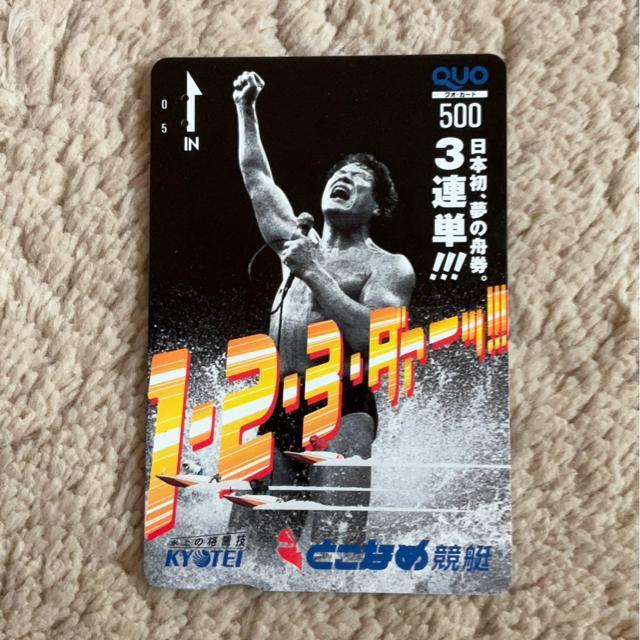 QUO
クオ・カード
500
0
5
IN
日本初、夢の舟券。
3連単!!!
1・2・3・ダァーッ!!!
水上の格闘技
KYOTEI
とこなめ競艇